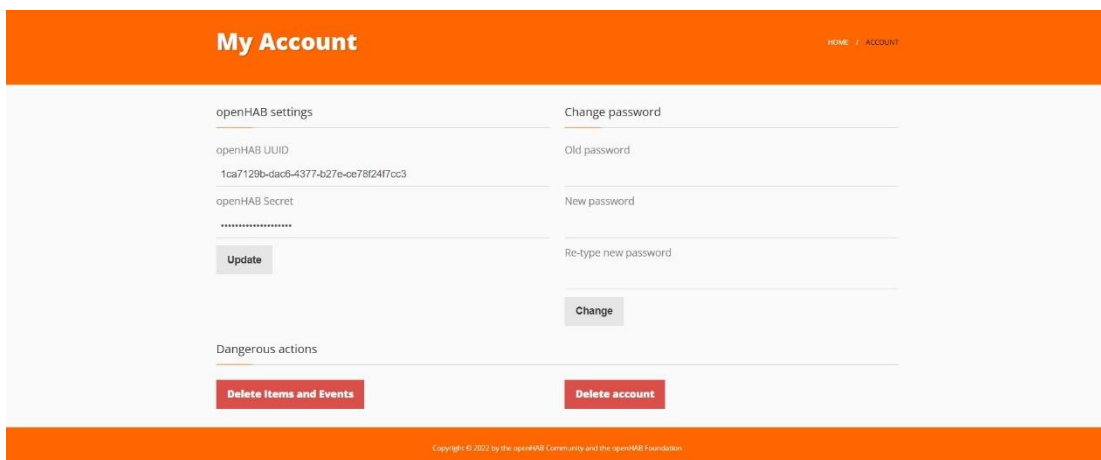 My Account
HOME / ACCOUNT
openHAB settings
openHAB UUID
1ca7129b-dac6-4377-b27e-ce78f24f7cc3
openHAB Secret
••••••••••••••••••••
Update
Change password
Old password
New password
Re-type new password
Change
Dangerous actions
Delete Items and Events
Delete account
Copyright © 2022 by the openHAB Community and the openHAB Foundation